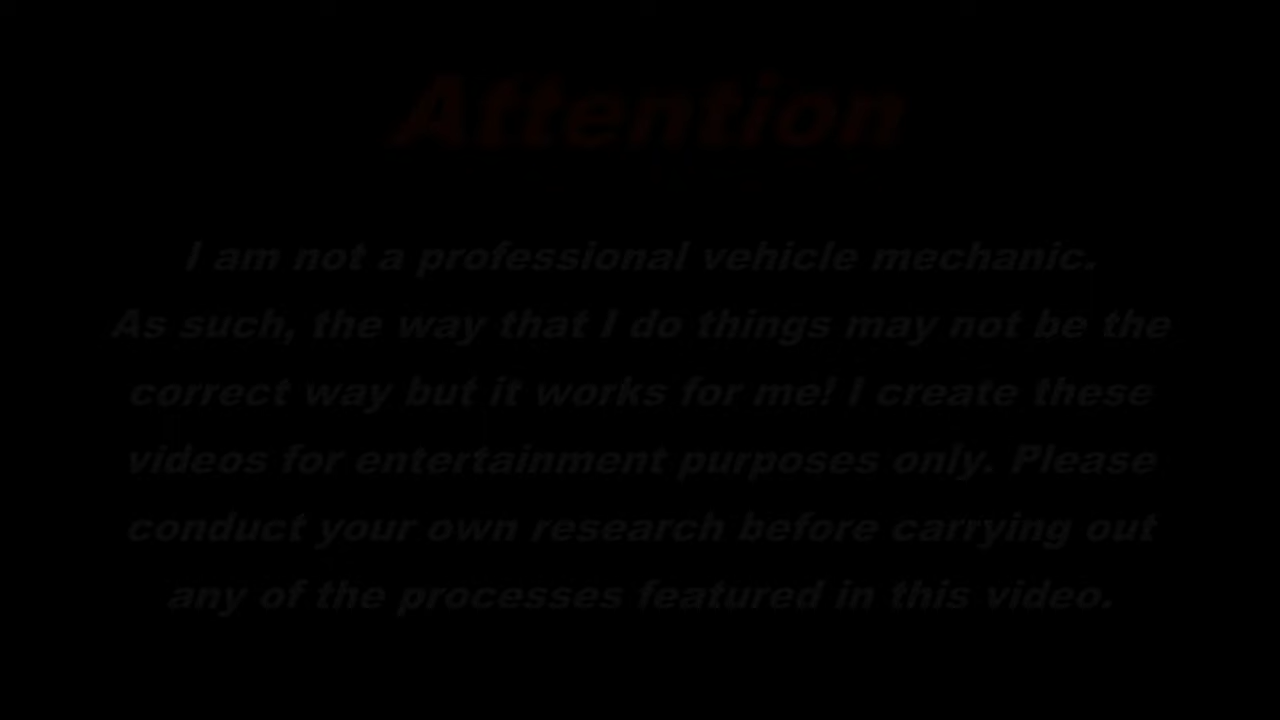 Attention
I am not a professional vehicle mechanic.
As such, the way that I do things may not be the
correct way but it works for me! I create these
videos for entertainment purposes only. Please
conduct your own research before carrying out
any of the processes featured in this video.